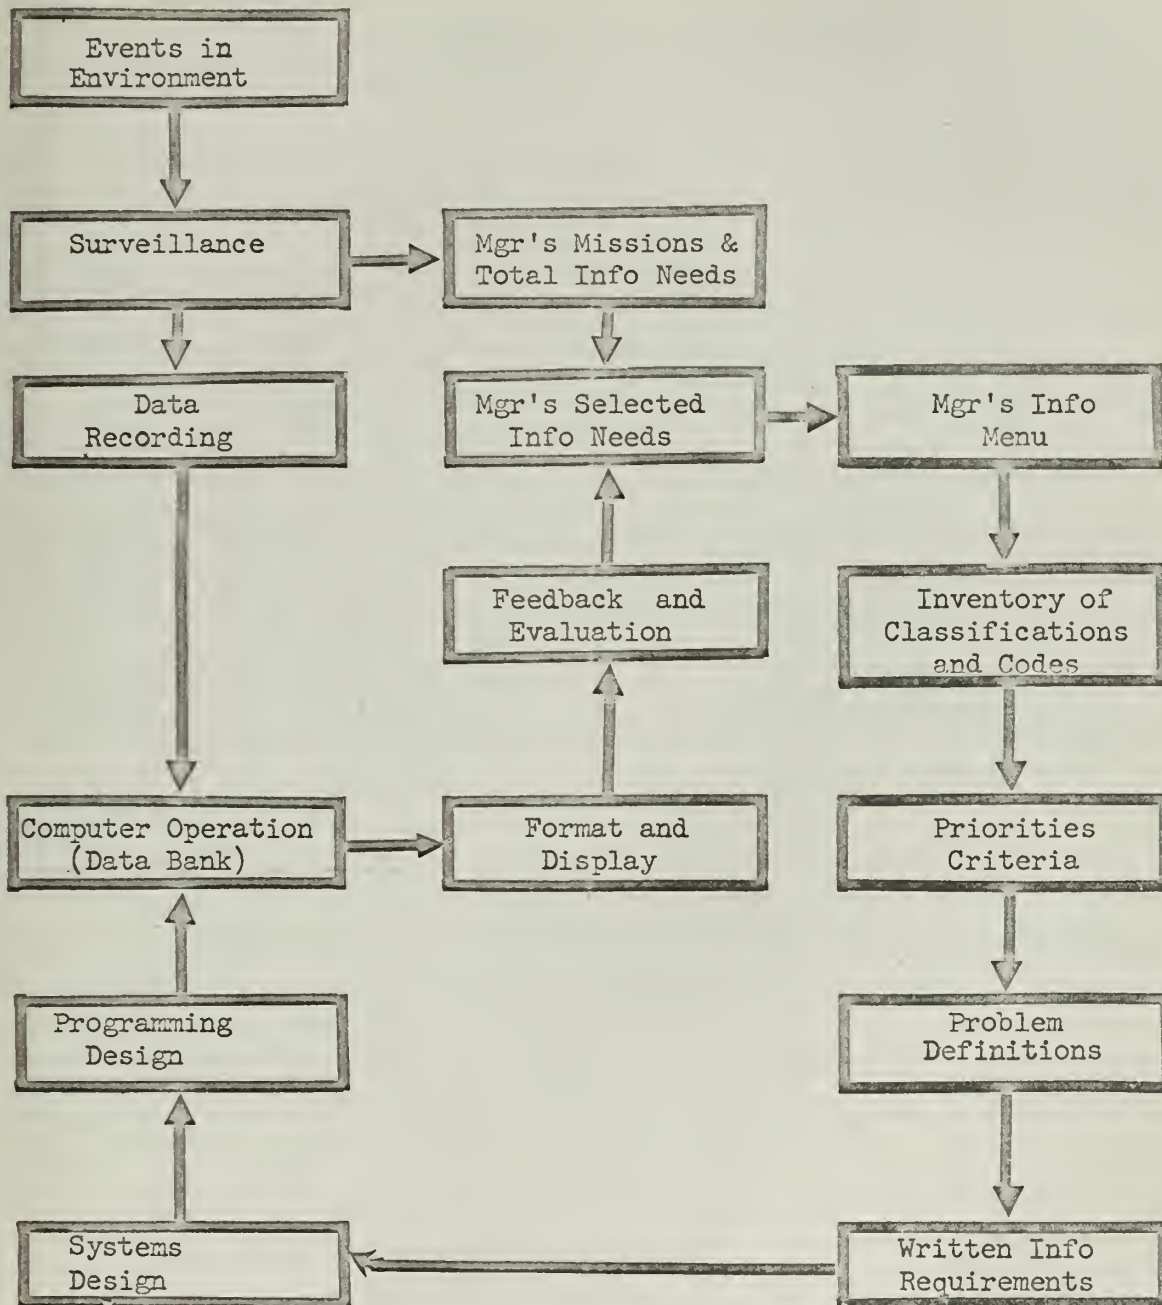 Events in
Environment
Surveillance
Mgr's Missions &
Total Info Needs
Data
Recording
Mgr's Selected
Info Needs
Mgr's Info
Menu
Feedback and
Evaluation
Inventory of
Classifications
and Codes
Computer Operation
(Data Bank)
Format and
Display
Priorities
Criteria
Programming
Design
Problem
Definitions
Systems
Design
Written Info
Requirements